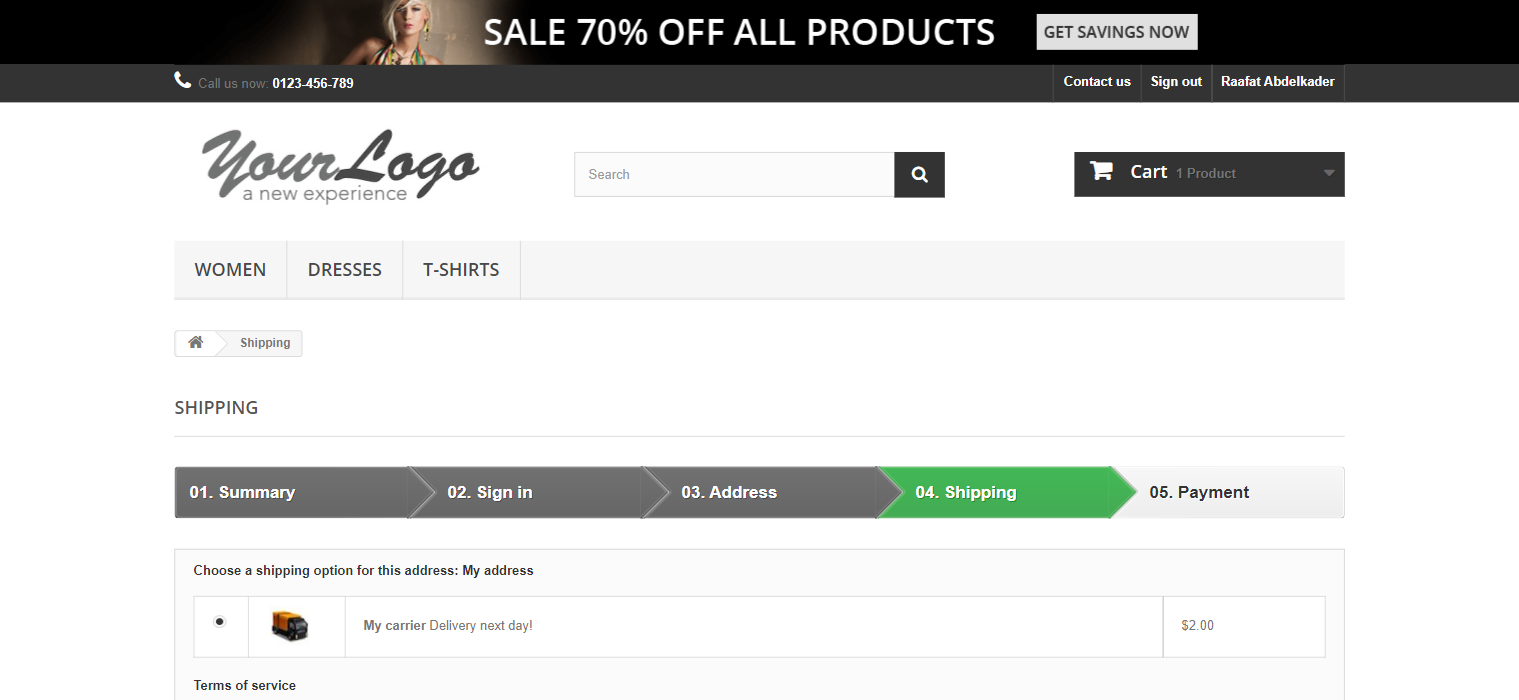 SALE 70% OFF ALL PRODUCTS GET SAVINGS NOW
Call us now: 0123-456-789 Contact us Sign out Raafat Abdelkader
YourLogo
a new experience
Search
Cart 1 Product
WOMEN DRESSES T-SHIRTS
Shipping
SHIPPING
01. Summary 02. Sign in 03. Address 04. Shipping 05. Payment
Choose a shipping option for this address: My address
My carrier Delivery next day! $2.00
Terms of service